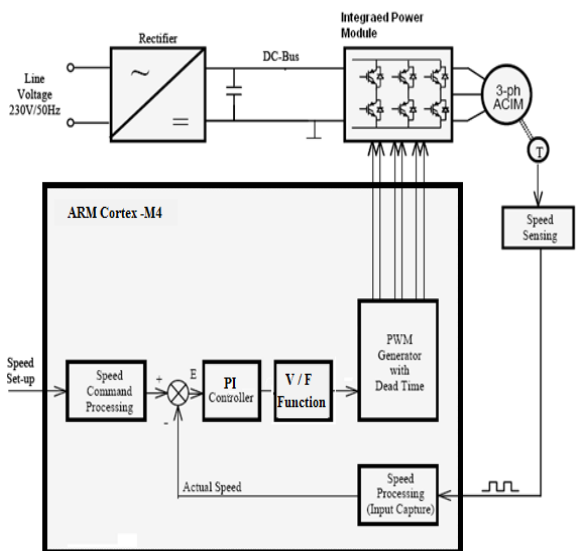 Integraed Power
Module
Rectifier
DC-Bus
Line
Voltage
230V/50Hz
~
=
3-ph
ACIM
T
Speed
Sensing
ARM Cortex -M4
PWM
Generator
with
Dead Time
Speed
Set-up
Speed
Command
Processing
+
-
E
PI
Controller
V / F
Function
Actual Speed
Speed
Processing
(Input Capture)